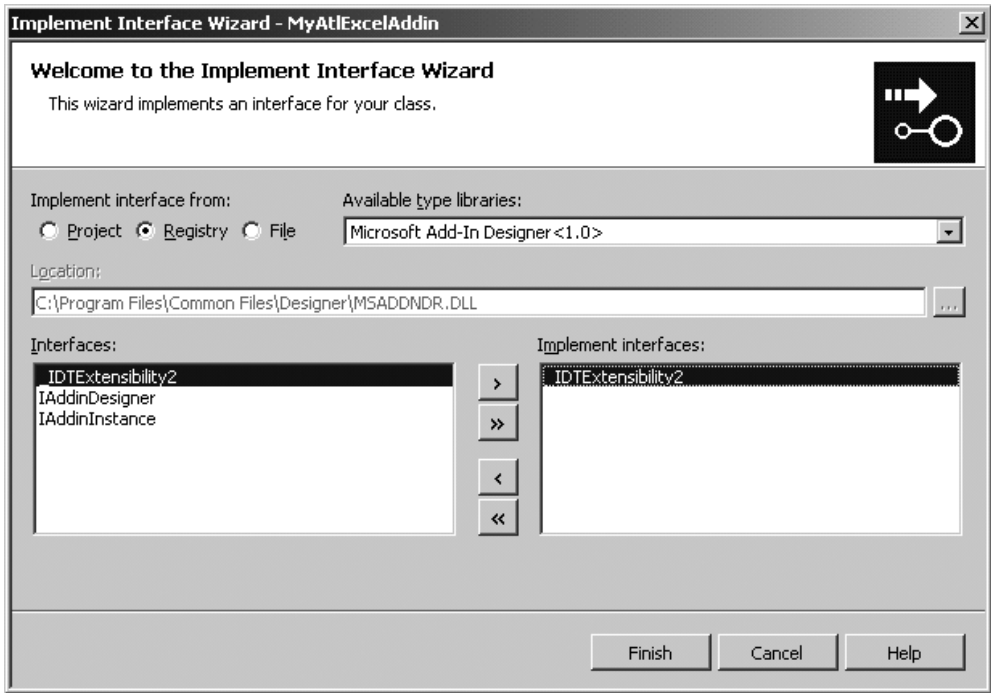 Implement Interface Wizard - MyAtlExcelAddin
Welcome to the Implement Interface Wizard
This wizard implements an interface for your class.
Implement interface from:
Available type libraries:
Project Registry File
Microsoft Add-In Designer<1.0>
Location:
C:\Program Files\Common Files\Designer\MSADDNDR.DLL
...
Interfaces:
Implement interfaces:
_IDTExtensibility2
IAddinDesigner
IAddinInstance
>
>>
<
<<
_IDTExtensibility2
Finish Cancel Help